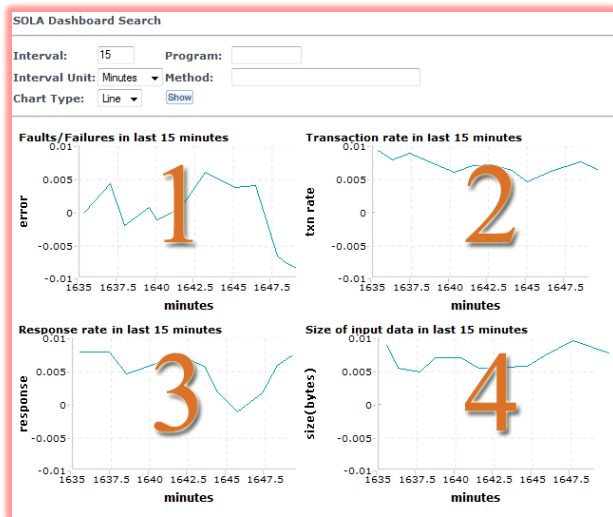 SOLA Dashboard Search
Interval: 15 Program:
Interval Unit: Minutes Method:
Chart Type: Line Show
Faults/Failures in last 15 minutes
0.01
0.005
0
-0.005
-0.01
error
1
1635 1637.5 1640 1642.5 1645 1647.5
minutes
Transaction rate in last 15 minutes
0.01
0.005
0
-0.005
-0.01
txn rate
2
1635 1637.5 1640 1642.5 1645 1647.5
minutes
Response rate in last 15 minutes
0.01
0.005
0
-0.005
-0.01
response
3
1635 1637.5 1640 1642.5 1645 1647.5
minutes
Size of input data in last 15 minutes
0.01
0.005
0
-0.005
-0.01
size(bytes)
4
1635 1637.5 1640 1642.5 1645 1647.5
minutes